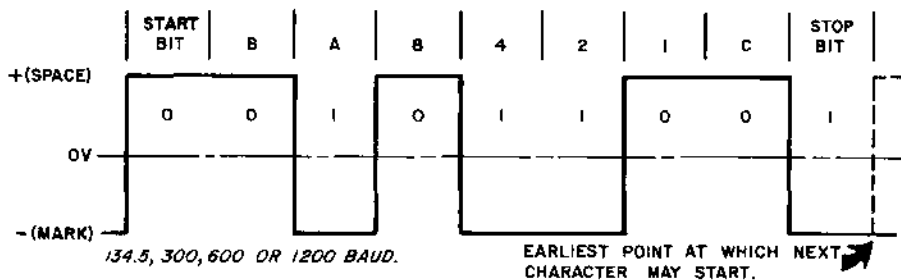 START BIT B A 8 4 2 1 C STOP BIT
+(SPACE)
0 0 1 0 1 1 0 0 1
0V
-(MARK)
134.5, 300, 600 OR 1200 BAUD.
EARLIEST POINT AT WHICH NEXT
CHARACTER MAY START.